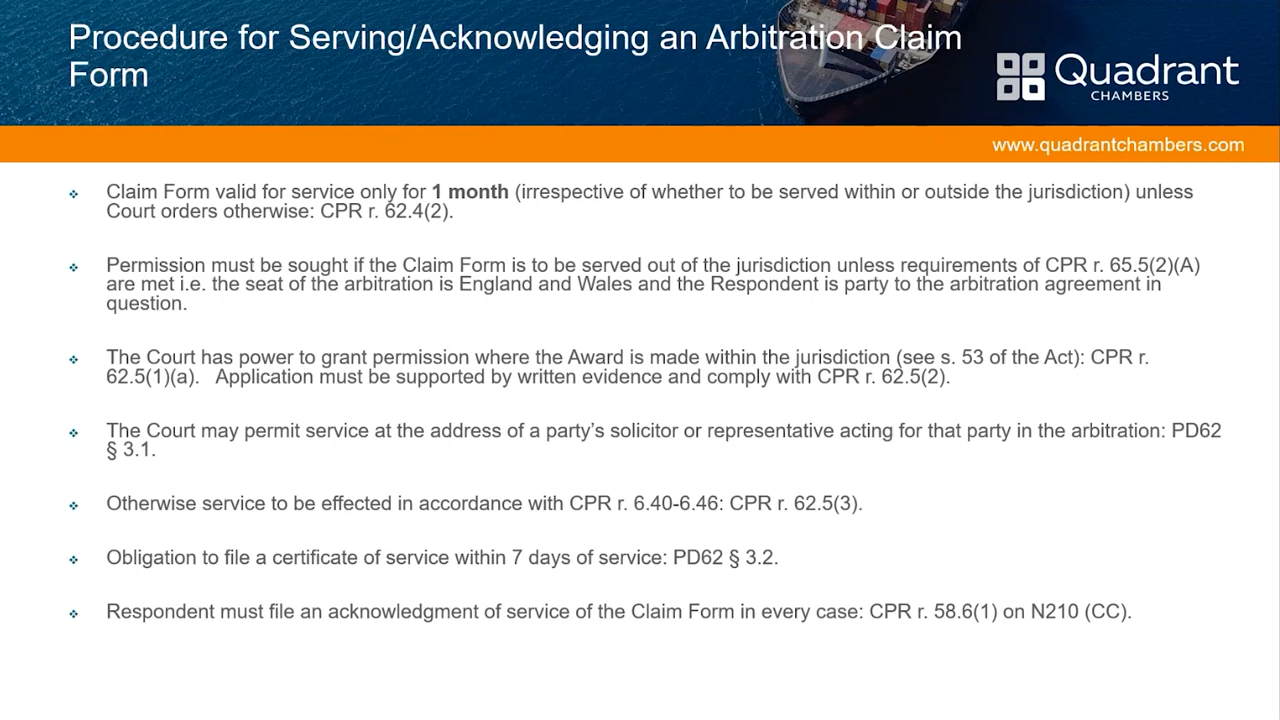 Procedure for Serving/Acknowledging an Arbitration Claim
Form
Quadrant
CHAMBERS
www.quadrantchambers.com
Claim Form valid for service only for 1 month (irrespective of whether to be served within or outside the jurisdiction) unless
Court orders otherwise: CPR r. 62.4(2).
Permission must be sought if the Claim Form is to be served out of the jurisdiction unless requirements of CPR r. 65.5(2)(A)
are met i.e. the seat of the arbitration is England and Wales and the Respondent is party to the arbitration agreement in
question.
The Court has power to grant permission where the Award is made within the jurisdiction (see s. 53 of the Act): CPR r.
62.5(1)(a). Application must be supported by written evidence and comply with CPR r. 62.5(2).
The Court may permit service at the address of a party's solicitor or representative acting for that party in the arbitration: PD62
§ 3.1.
Otherwise service to be effected in accordance with CPR r. 6.40-6.46: CPR r. 62.5(3).
Obligation to file a certificate of service within 7 days of service: PD62 § 3.2.
Respondent must file an acknowledgment of service of the Claim Form in every case: CPR r. 58.6(1) on N210 (CC).